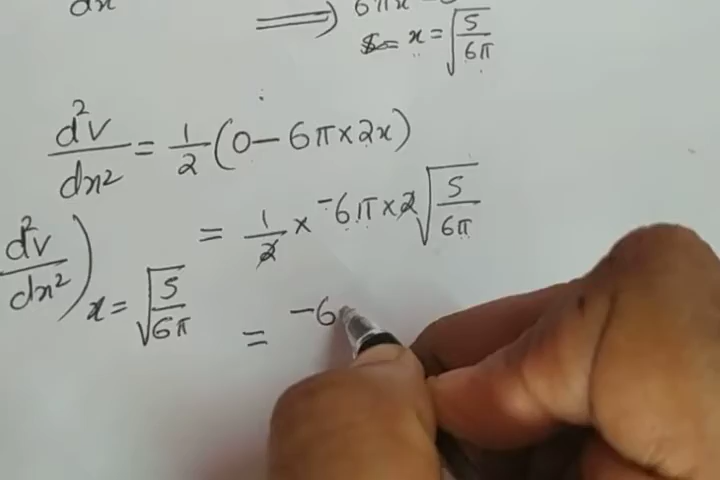 dx
⟹ 6πx
x = √(5/6π)
d²v/dx² = 1/2 (0 − 6π × 2x)
d²v/dx²)ₓ₌√(5/6π) = 1/2 × −6π × 2√(5/6π)
= −6